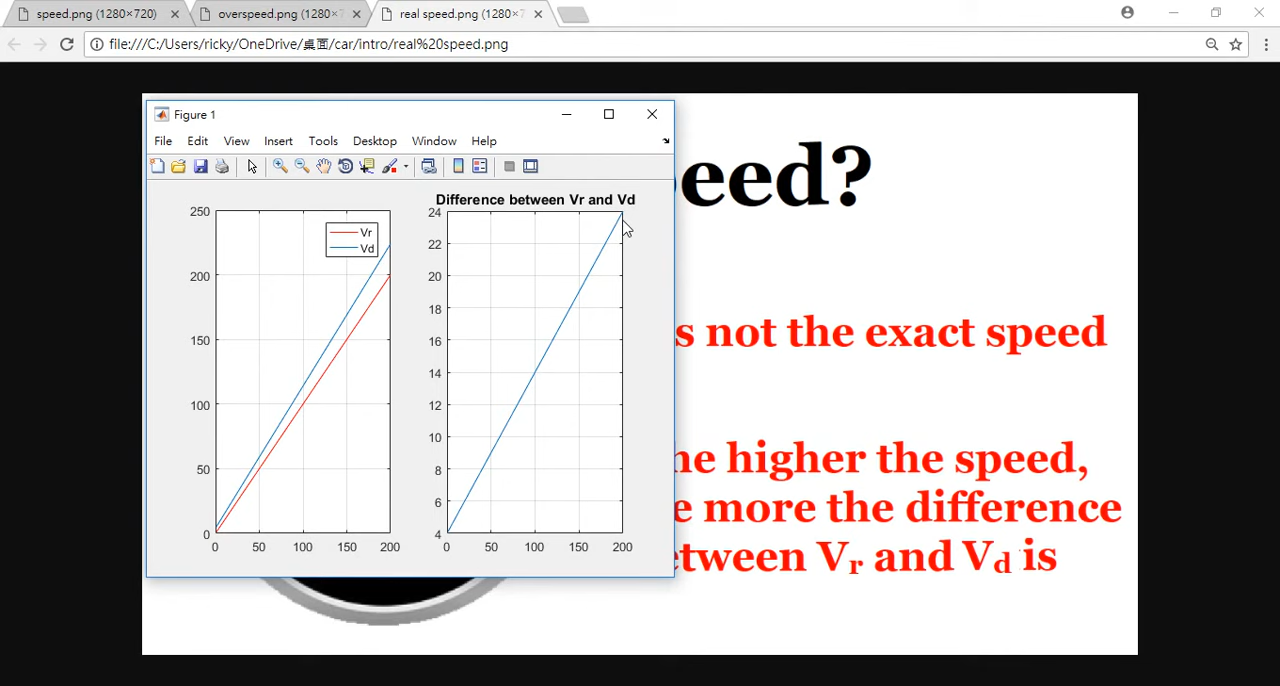 speed.png (1280×720)
overspeed.png (1280×7
real speed.png (1280×7
file:///C:/Users/ricky/OneDrive/桌面/car/intro/real%20speed.png
Figure 1
File Edit View Insert Tools Desktop Window Help
eed?
s not the exact speed
he higher the speed,
e more the difference
etween Vr and Vd is
250
200
150
100
50
0
0 50 100 150 200
Vr
Vd
Difference between Vr and Vd
24
22
20
18
16
14
12
10
8
6
4
0 50 100 150 200